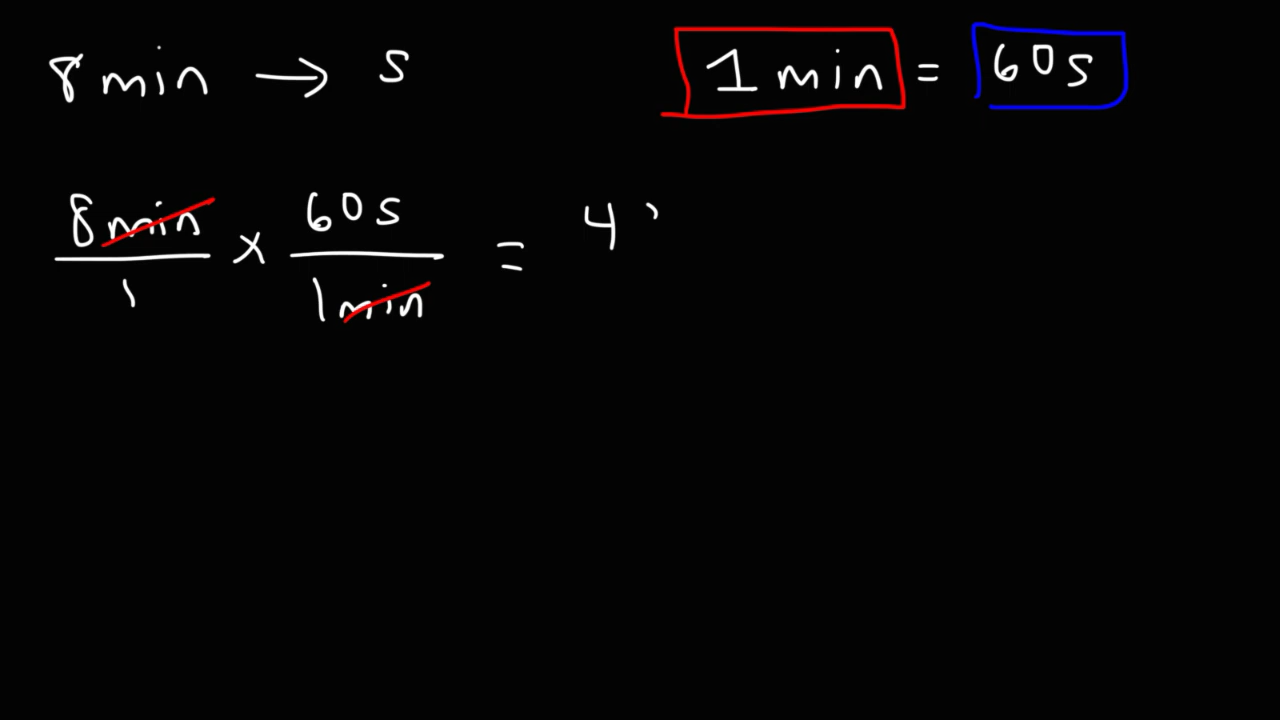 8 min → s
1 min = 60 s
8 min / 1 × 60 s / 1 min = 4